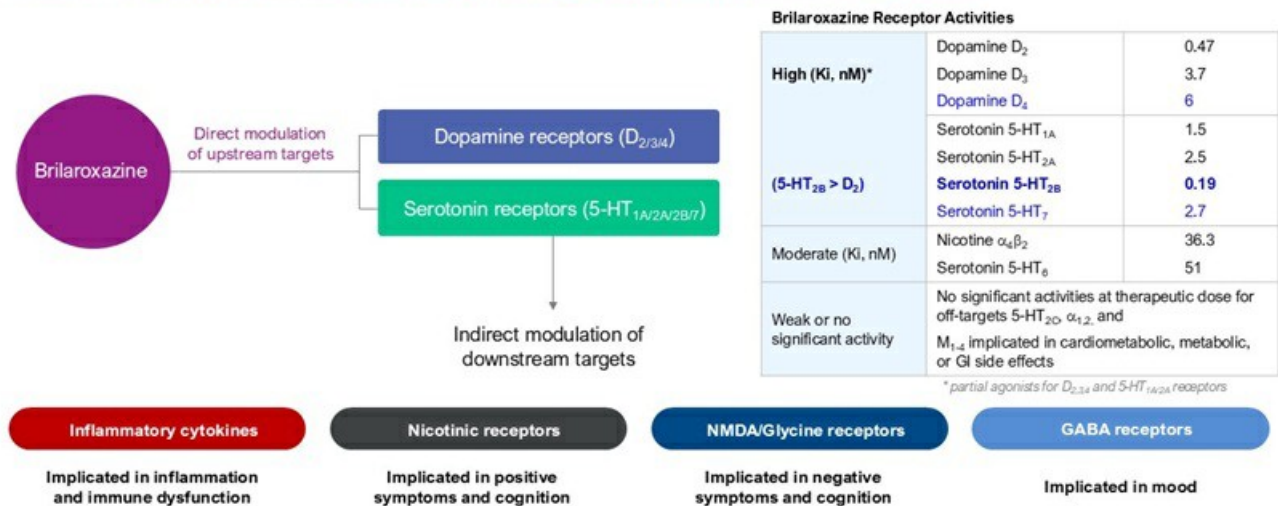 Brilaroxazine
Direct modulation
of upstream targets
Dopamine receptors (D2/3/4)
Serotonin receptors (5-HT1A/2A/2B/7)
Indirect modulation of
downstream targets
Brilaroxazine Receptor Activities
High (Ki, nM)*
Dopamine D2 0.47
Dopamine D3 3.7
Dopamine D4 6
Serotonin 5-HT1A 1.5
Serotonin 5-HT2A 2.5
(5-HT2B > D2) Serotonin 5-HT2B 0.19
Serotonin 5-HT7 2.7
Moderate (Ki, nM)
Nicotine α4β2 36.3
Serotonin 5-HT6 51
Weak or no
significant activity
No significant activities at therapeutic dose for
off-targets 5-HT2C, α1,2, and
M1-4 implicated in cardiometabolic, metabolic,
or GI side effects
* partial agonists for D2,3,4 and 5-HT1A/2A receptors
Inflammatory cytokines
Implicated in inflammation
and immune dysfunction
Nicotinic receptors
Implicated in positive
symptoms and cognition
NMDA/Glycine receptors
Implicated in negative
symptoms and cognition
GABA receptors
Implicated in mood